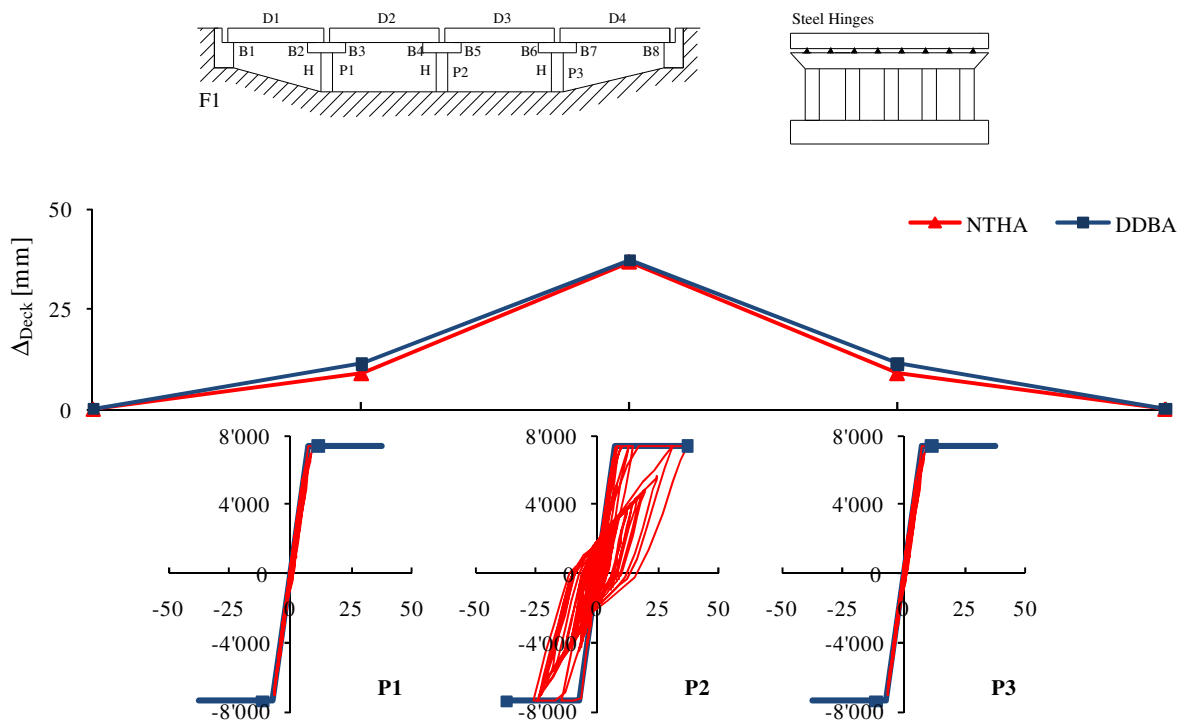 D1 D2 D3 D4
Steel Hinges
B1 B2 B3 B4 B5 B6 B7 B8
H P1 H P2 H P3
F1
50
NTHA DDBA
25
0
ΔDeck [mm]
8'000 8'000 8'000
4'000 4'000 4'000
0 0 0
-50 -25 0 25 50 -50 -25 0 25 50 -50 -25 0 25 50
-4'000 -4'000 -4'000
P1 P2 P3
-8'000 -8'000 -8'000